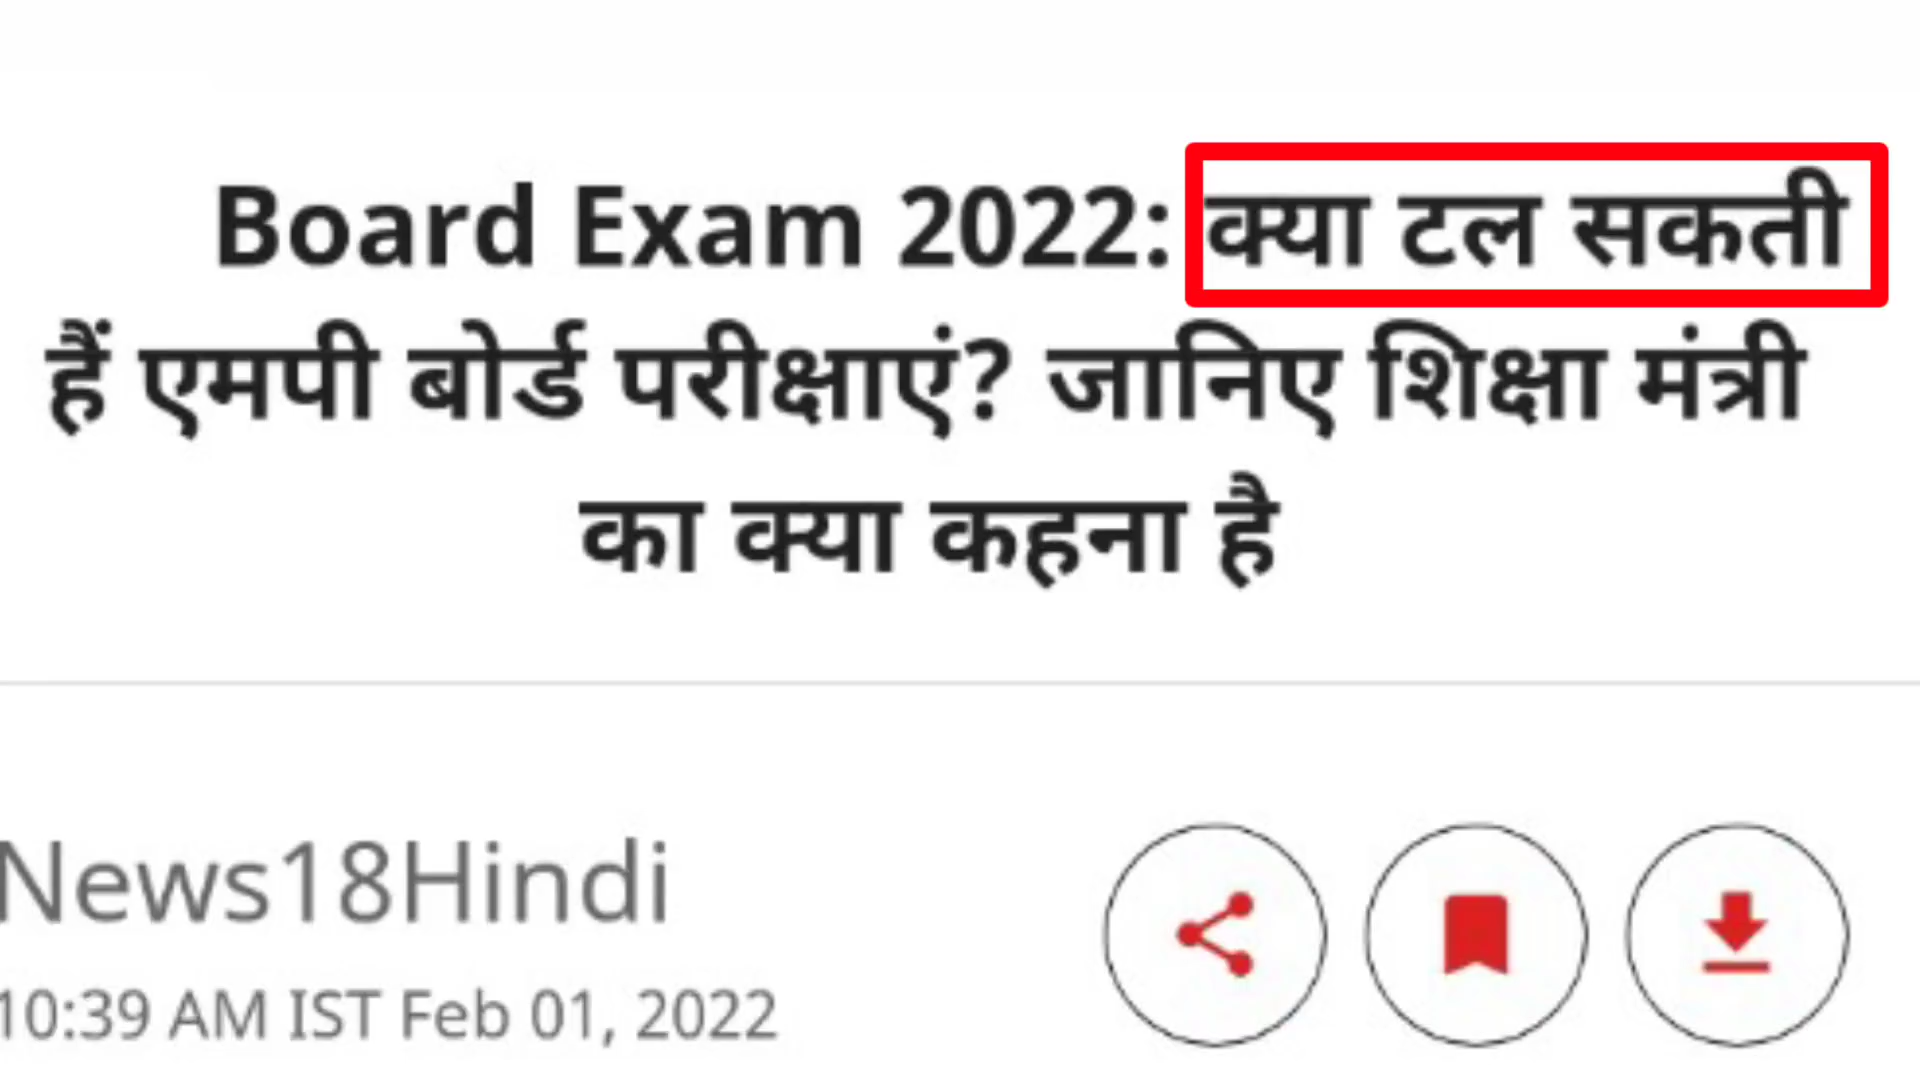 Board Exam 2022: क्या टल सकती
हैं एमपी बोर्ड परीक्षाएं? जानिए शिक्षा मंत्री
का क्या कहना है
News18Hindi
10:39 AM IST Feb 01, 2022